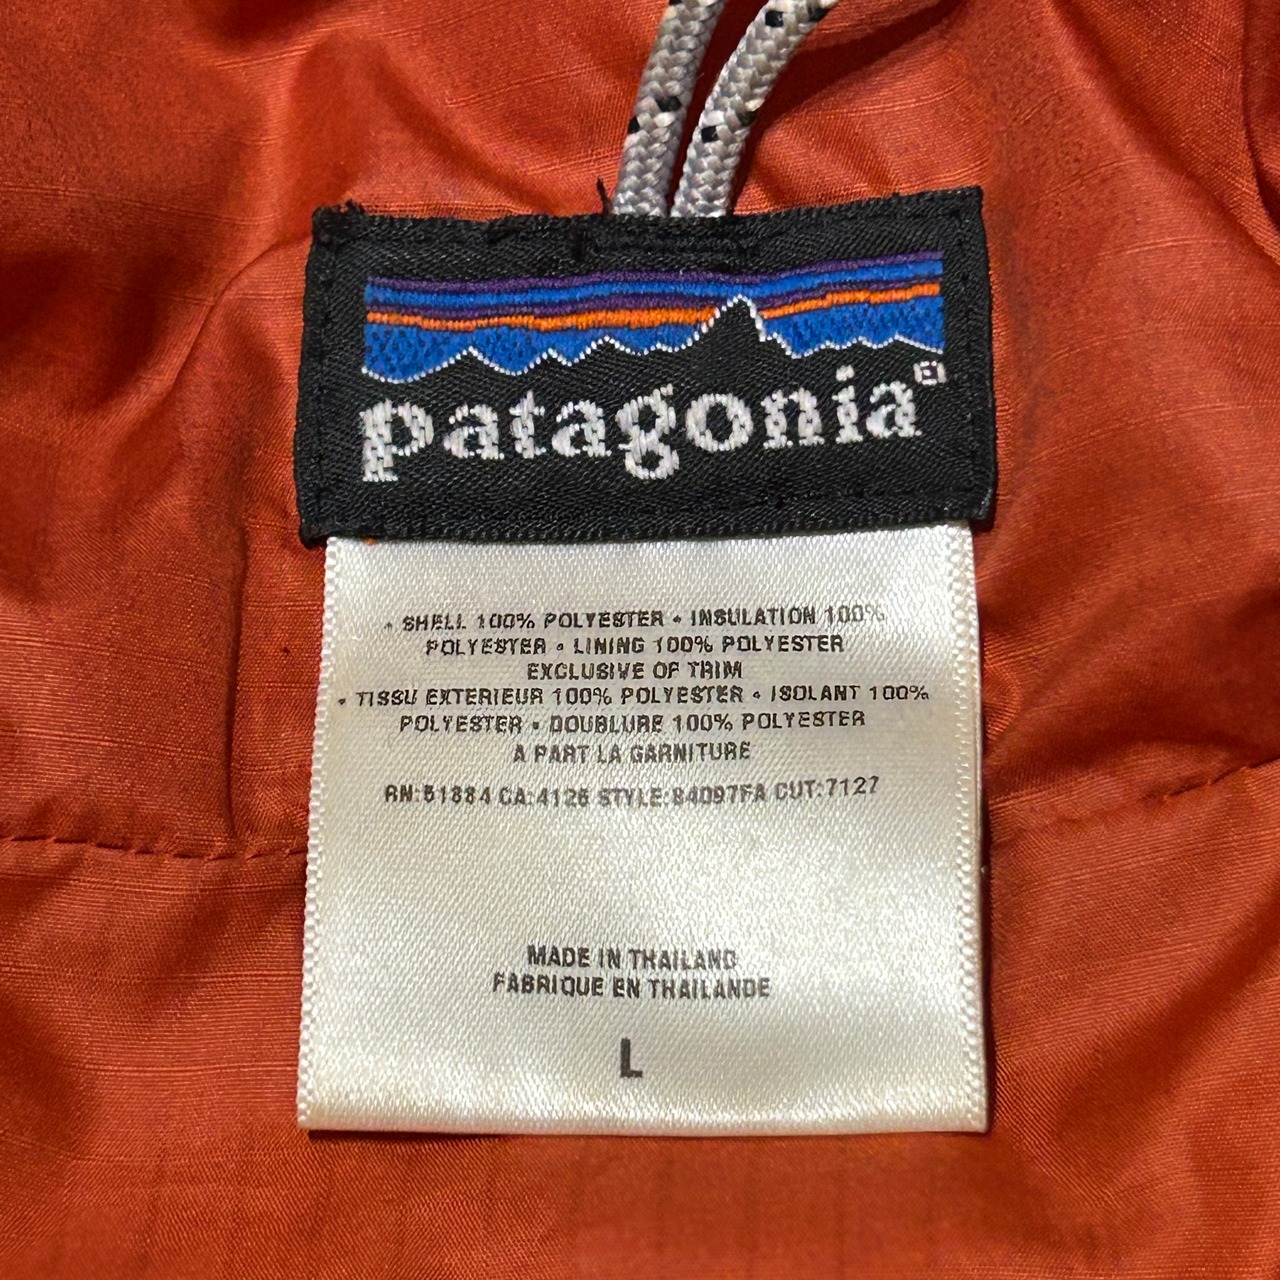 patagonia®
• SHELL 100% POLYESTER • INSULATION 100%
POLYESTER • LINING 100% POLYESTER
EXCLUSIVE OF TRIM
• TISSU EXTERIEUR 100% POLYESTER • ISOLANT 100%
POLYESTER • DOUBLURE 100% POLYESTER
A PART LA GARNITURE
RN:51884 CA:4126 STYLE:84097FA CUT:7127
MADE IN THAILAND
FABRIQUE EN THAILANDE
L